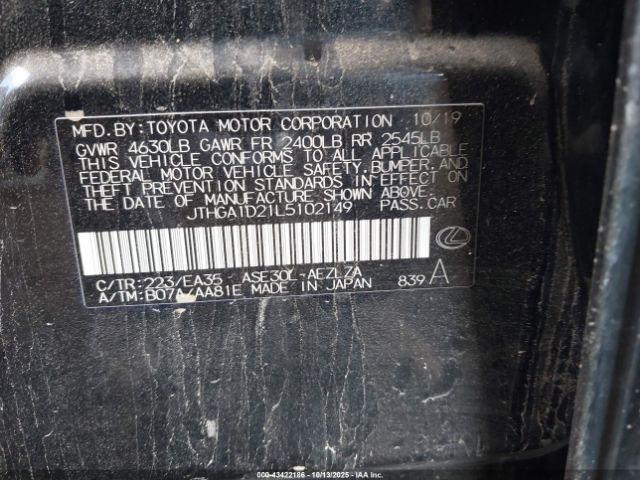 MFD. BY: TOYOTA MOTOR CORPORATION 10/19
GVWR 4630LB GAWR FR 2400LB RR 2545LB
THIS VEHICLE CONFORMS TO ALL APPLICABLE
FEDERAL MOTOR VEHICLE SAFETY, BUMPER, AND
THEFT PREVENTION STANDARDS IN EFFECT ON
THE DATE OF MANUFACTURE SHOWN ABOVE.
JTHGA1D21L5102149 PASS.CAR
C/TR:223/EA35 ASE30L-AEZLZA
A/TM:B07A/AA81E MADE IN JAPAN 839 A
000-43422186 - 10/13/2025 - IAAI.COM